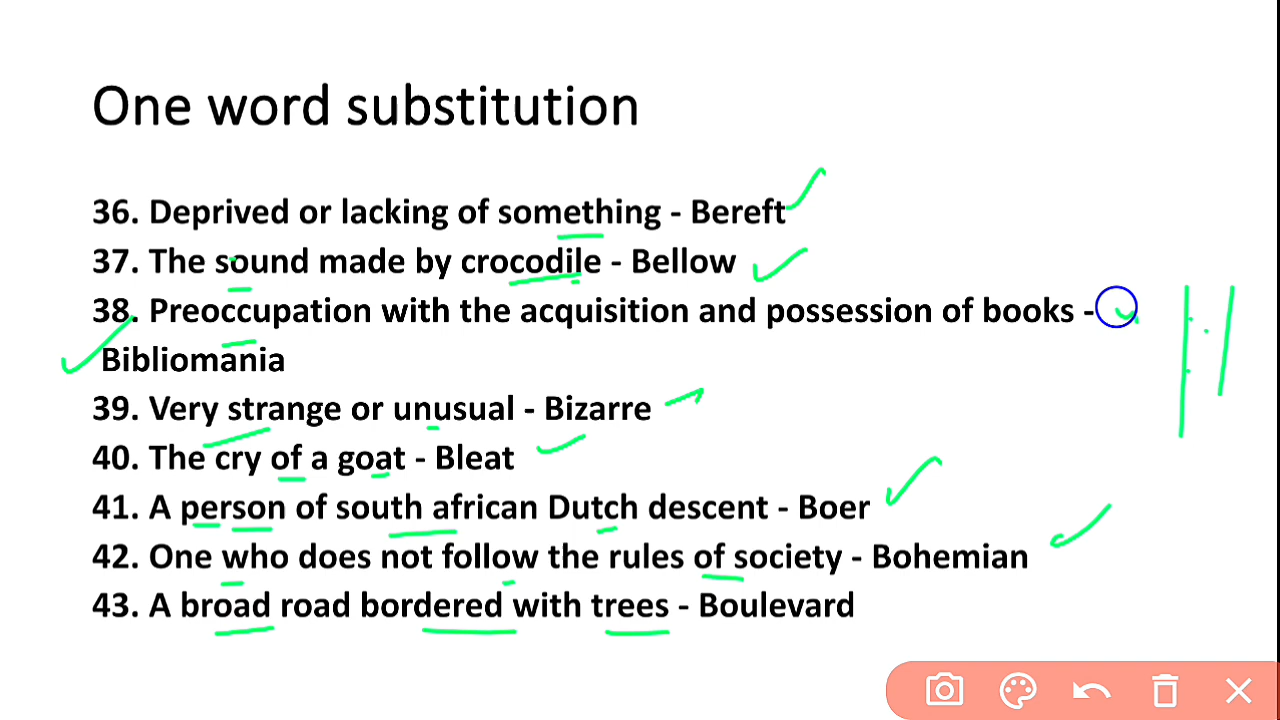 One word substitution
36. Deprived or lacking of something - Bereft
37. The sound made by crocodile - Bellow
38. Preoccupation with the acquisition and possession of books -
Bibliomania
39. Very strange or unusual - Bizarre
40. The cry of a goat - Bleat
41. A person of south african Dutch descent - Boer
42. One who does not follow the rules of society - Bohemian
43. A broad road bordered with trees - Boulevard